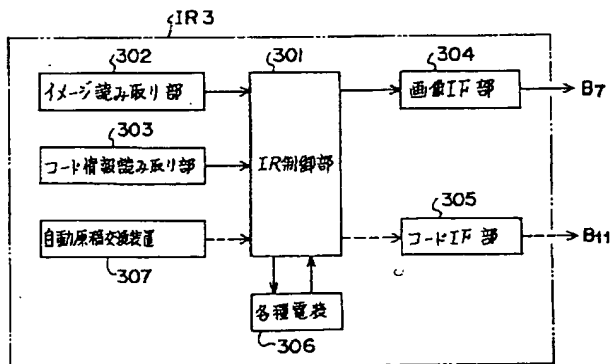 IR3
302
301
304
イメージ読み取り部
画像IF部
B7
303
コード情報読み取り部
IR制御部
305
自動原稿交換装置
コードIF部
B11
307
各種電装
306